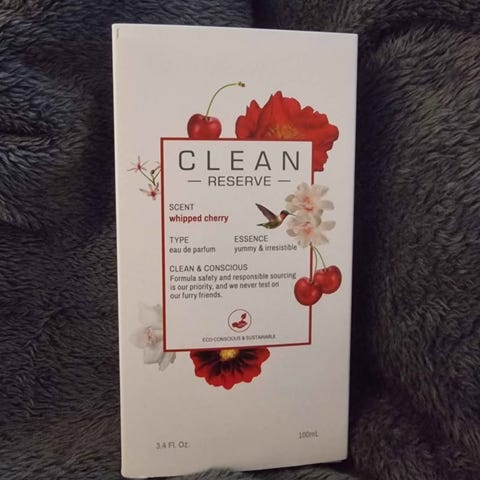 CLEAN
— RESERVE —
SCENT
whipped cherry
TYPE
eau de parfum
ESSENCE
yummy & irresistible
CLEAN & CONSCIOUS
Formula safety and responsible sourcing
is our priority, and we never test on
our furry friends.
ECO-CONSCIOUS & SUSTAINABLE
3.4 Fl. Oz.
100mL